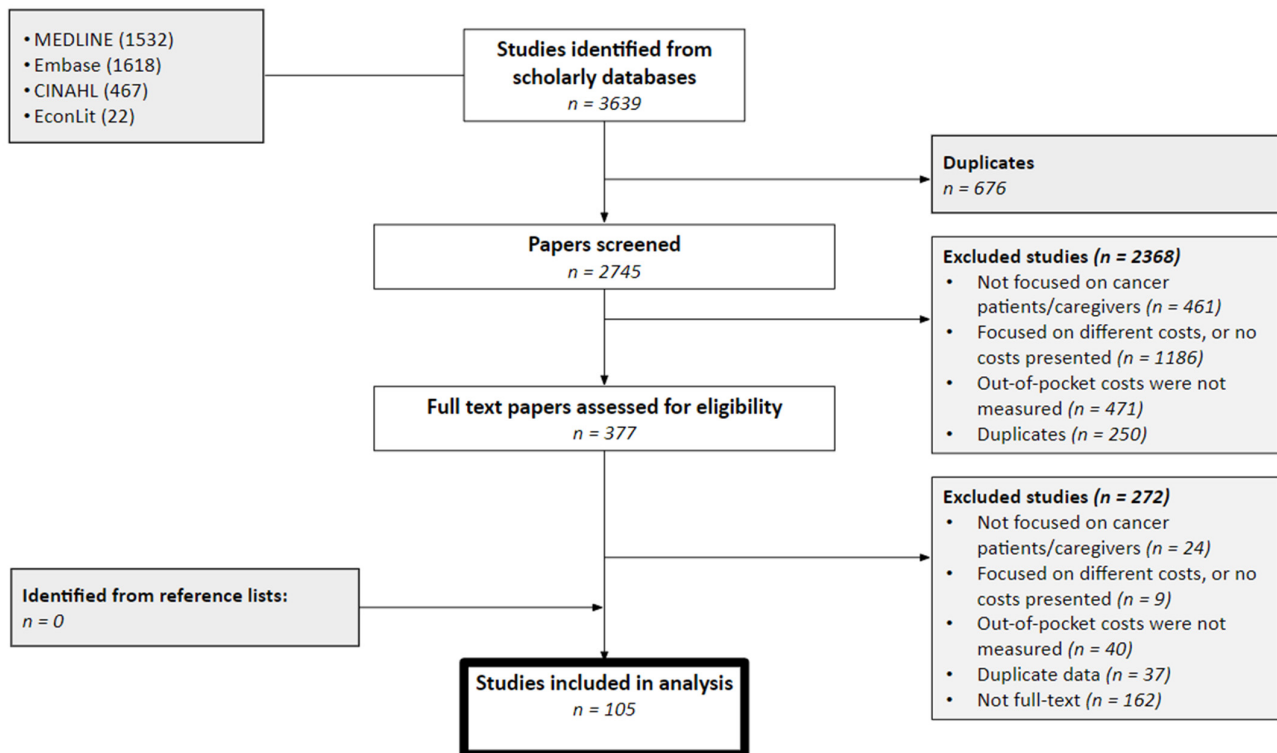 • MEDLINE (1532)
• Embase (1618)
• CINAHL (467)
• EconLit (22)
Studies identified from
scholarly databases
n = 3639
Duplicates
n = 676
Papers screened
n = 2745
Excluded studies (n = 2368)
• Not focused on cancer
patients/caregivers (n = 461)
• Focused on different costs, or no
costs presented (n = 1186)
• Out-of-pocket costs were not
measured (n = 471)
• Duplicates (n = 250)
Full text papers assessed for eligibility
n = 377
Excluded studies (n = 272)
• Not focused on cancer
patients/caregivers (n = 24)
• Focused on different costs, or no
costs presented (n = 9)
• Out-of-pocket costs were not
measured (n = 40)
• Duplicate data (n = 37)
• Not full-text (n = 162)
Identified from reference lists:
n = 0
Studies included in analysis
n = 105